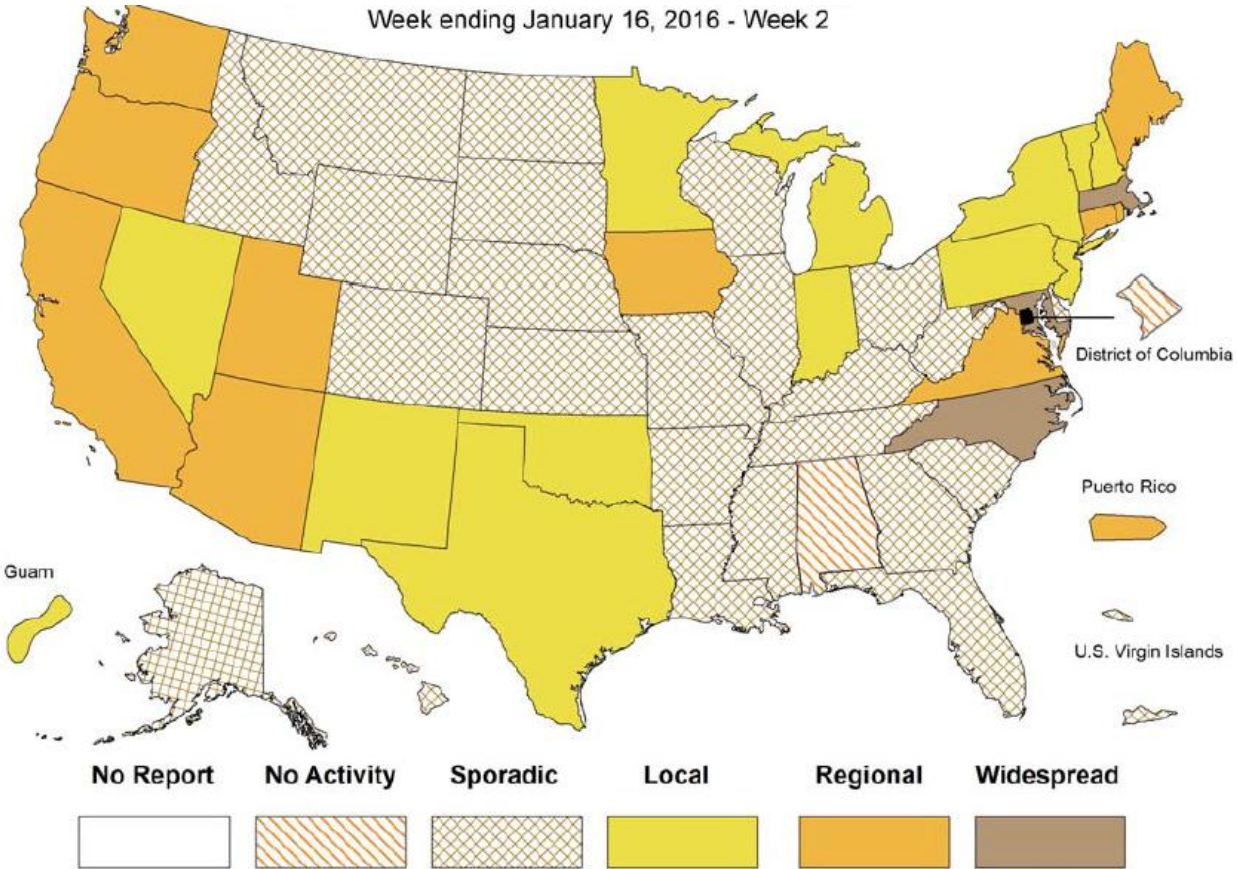 Week ending January 16, 2016 - Week 2
District of Columbia
Puerto Rico
Guam
U.S. Virgin Islands
No Report
No Activity
Sporadic
Local
Regional
Widespread